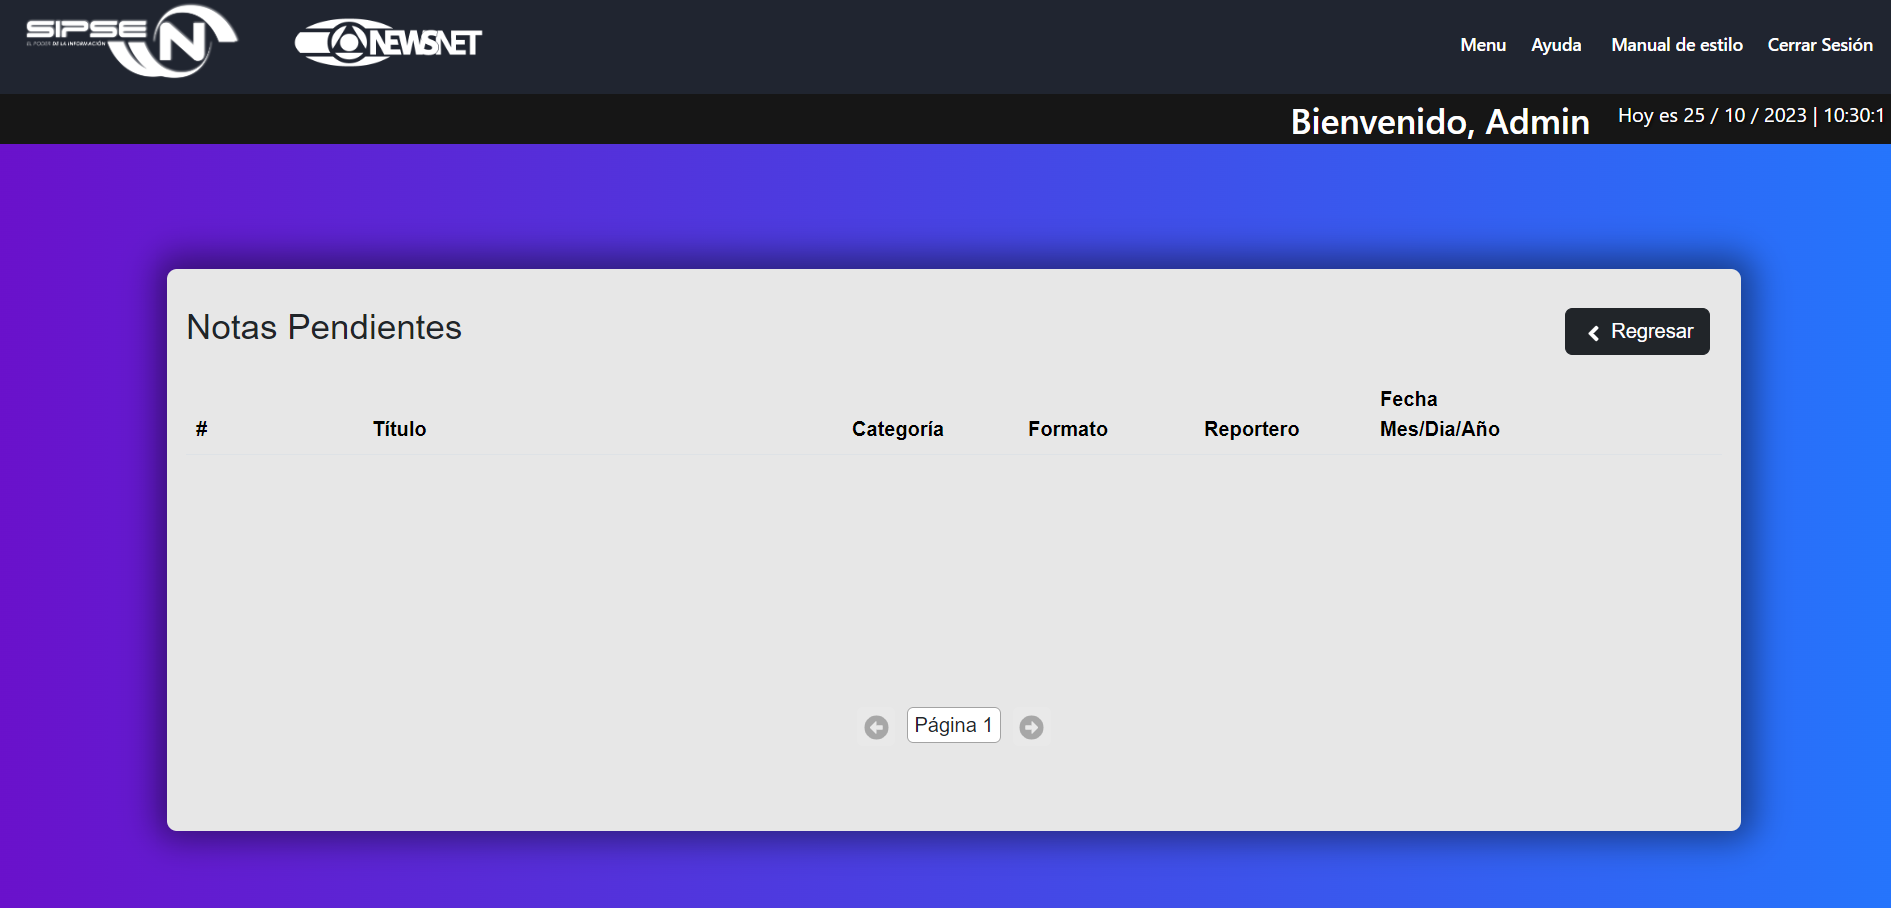 SIPSE
EL PODER DE LA INFORMACIÓN
N
NEWSNET
Menu
Ayuda
Manual de estilo
Cerrar Sesión
Bienvenido, Admin
Hoy es 25 / 10 / 2023 | 10:30:1
Notas Pendientes
Regresar
# Título Categoría Formato Reportero Fecha
Mes/Dia/Año
Página 1